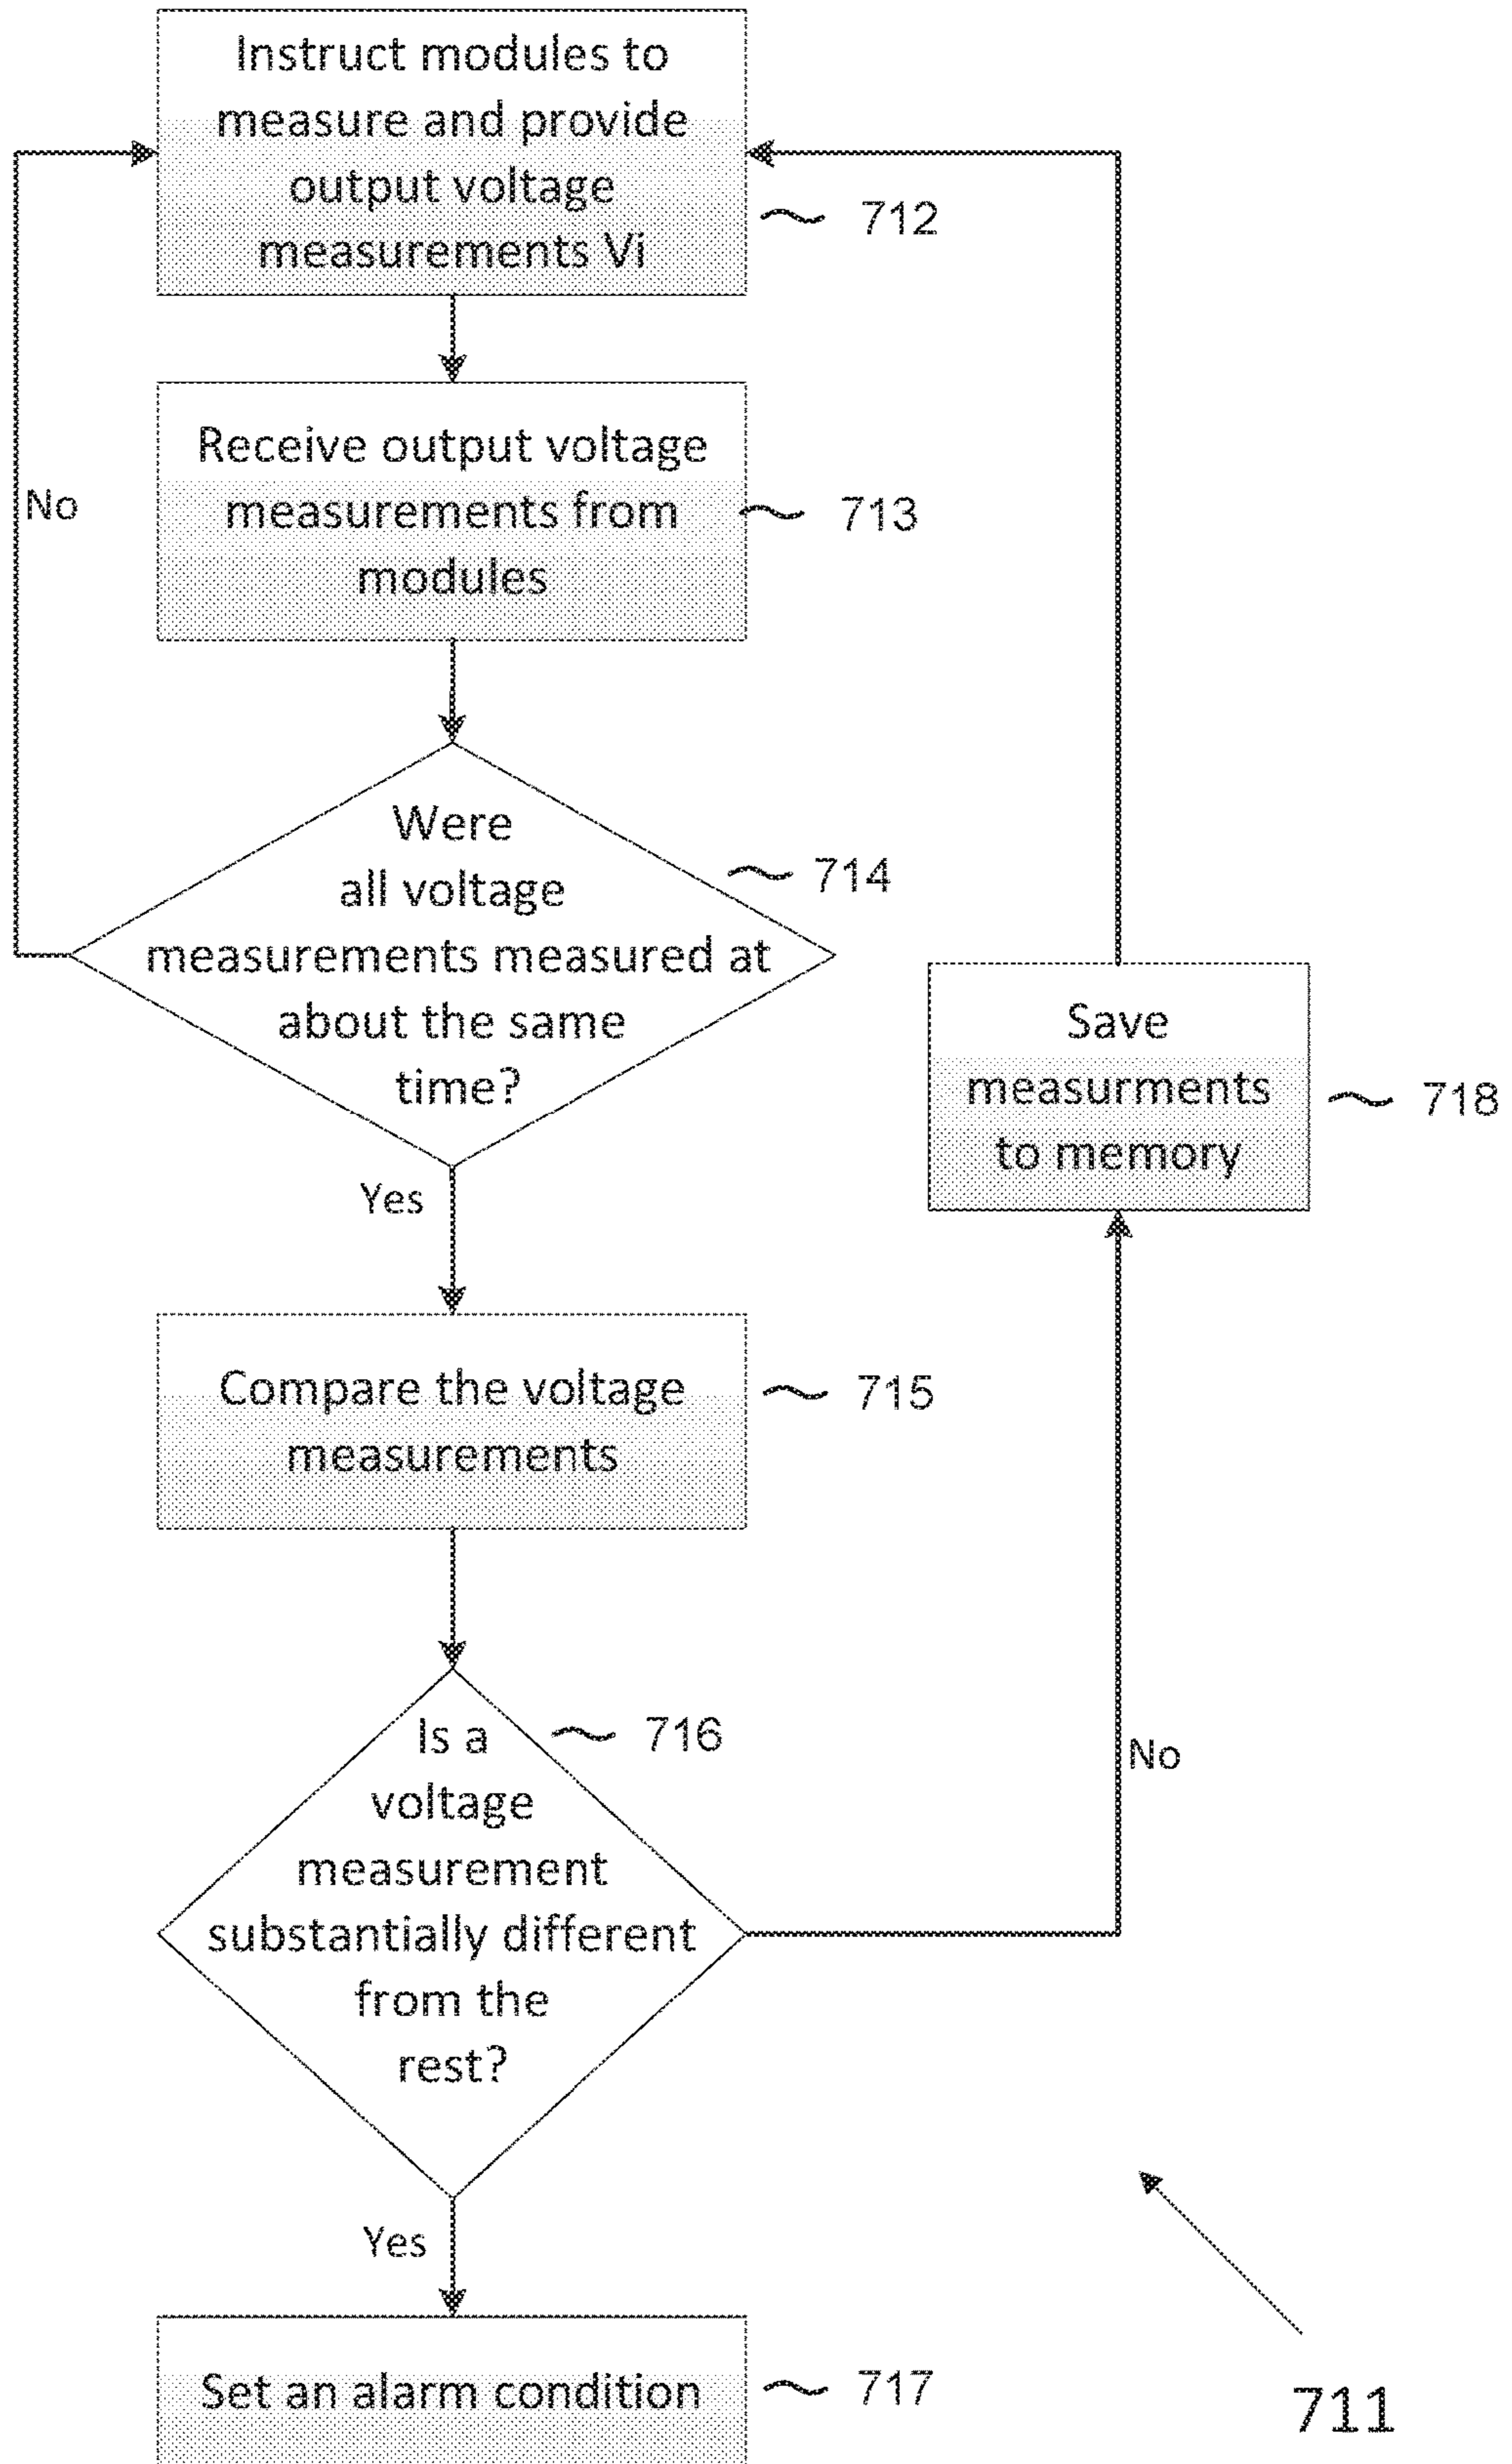 Instruct modules to
measure and provide
output voltage
measurements Vi
712
Receive output voltage
measurements from
modules
713
No
Were
all voltage
measurements measured at
about the same
time?
714
Yes
Save
measurments
to memory
718
Compare the voltage
measurements
715
Is a
voltage
measurement
substantially different
from the
rest?
716
No
Yes
Set an alarm condition
717
711